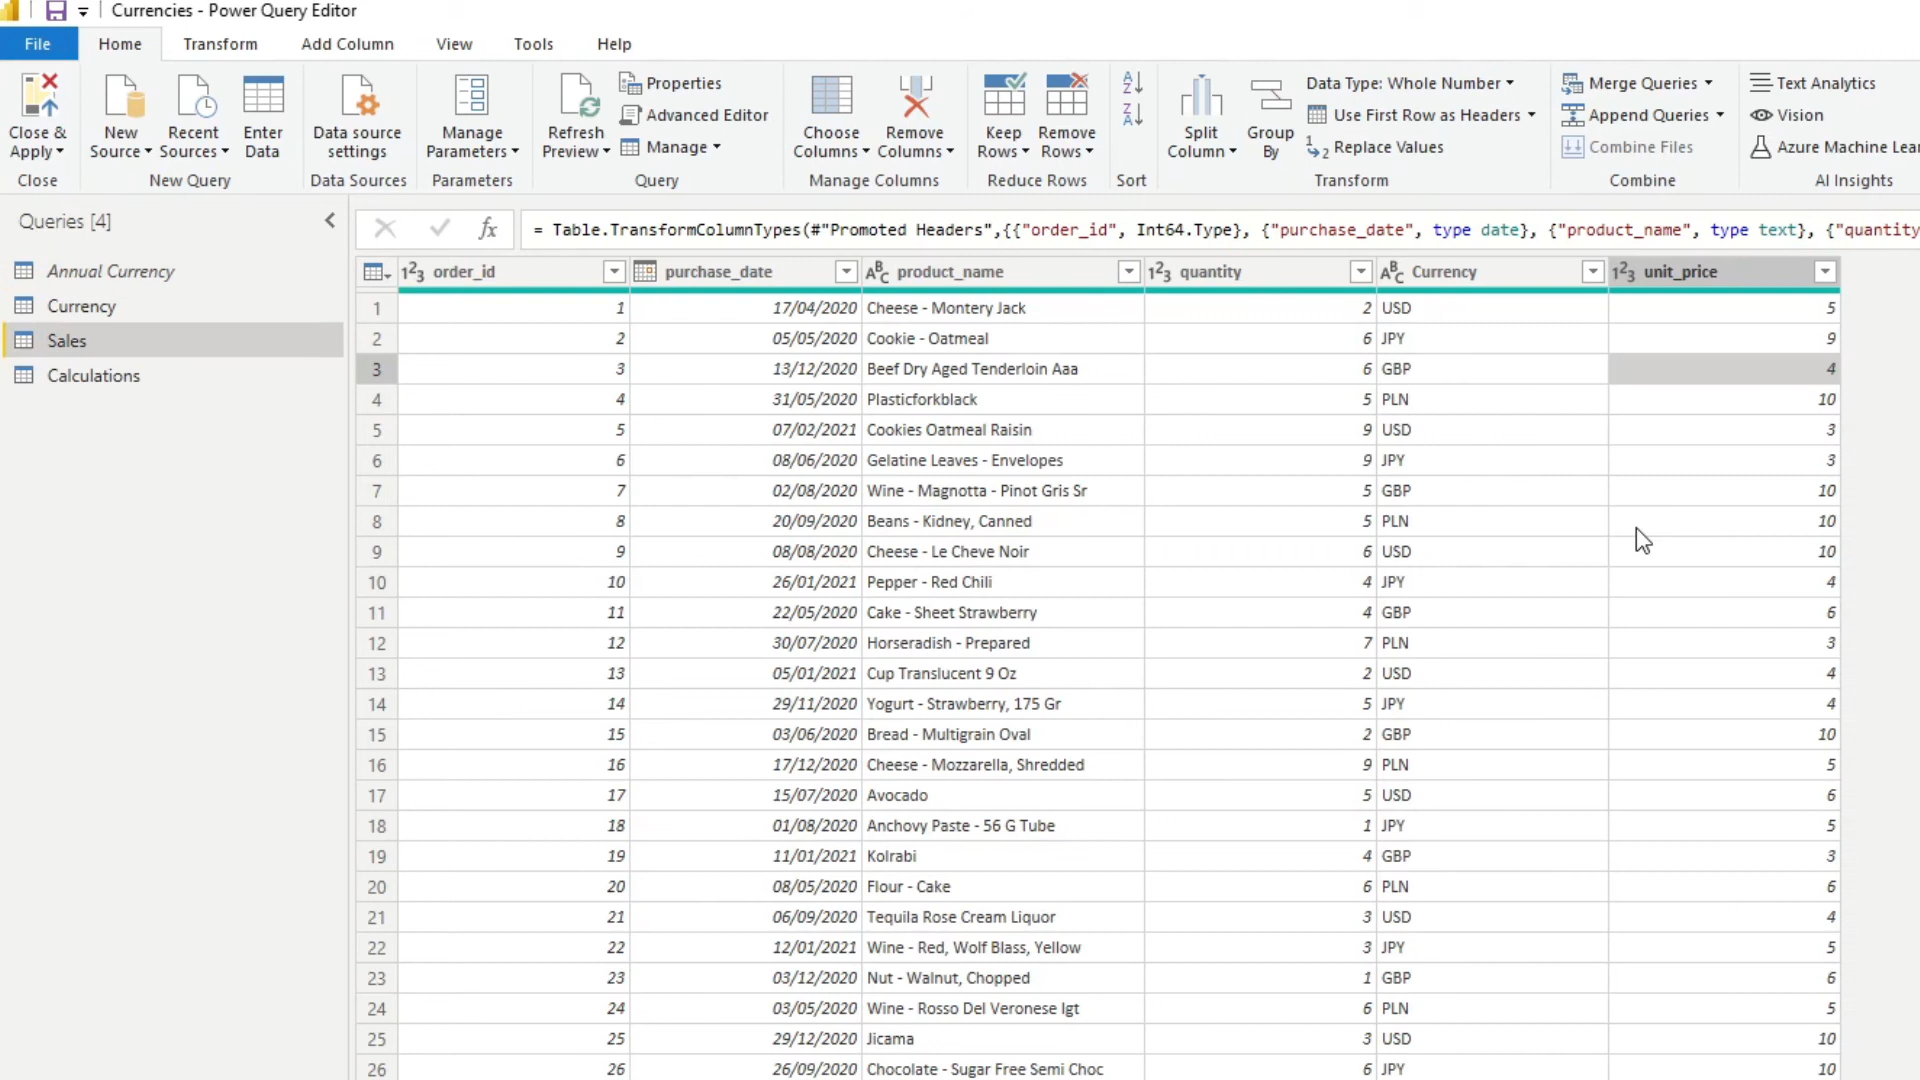 Currencies - Power Query Editor
File Home Transform Add Column View Tools Help
Close & Apply
New Source
Recent Sources
Enter Data
Data source settings
Manage Parameters
Refresh Preview
Properties
Advanced Editor
Manage
Choose Columns
Remove Columns
Keep Rows
Remove Rows
Split Column
Group By
Data Type: Whole Number
Use First Row as Headers
Replace Values
Merge Queries
Append Queries
Combine Files
Text Analytics
Vision
Azure Machine Lear
Close New Query Data Sources Parameters Query Manage Columns Reduce Rows Sort Transform Combine AI Insights
Queries [4]
Annual Currency
Currency
Sales
Calculations
fx = Table.TransformColumnTypes(#"Promoted Headers",{{"order_id", Int64.Type}, {"purchase_date", type date}, {"product_name", type text}, {"quantity
order_id purchase_date product_name quantity Currency unit_price
1 1 17/04/2020 Cheese - Montery Jack 2 USD 5
2 2 05/05/2020 Cookie - Oatmeal 6 JPY 9
3 3 13/12/2020 Beef Dry Aged Tenderloin Aaa 6 GBP 4
4 4 31/05/2020 Plasticforkblack 5 PLN 10
5 5 07/02/2021 Cookies Oatmeal Raisin 9 USD 3
6 6 08/06/2020 Gelatine Leaves - Envelopes 9 JPY 3
7 7 02/08/2020 Wine - Magnotta - Pinot Gris Sr 5 GBP 10
8 8 20/09/2020 Beans - Kidney, Canned 5 PLN 10
9 9 08/08/2020 Cheese - Le Cheve Noir 6 USD 10
10 10 26/01/2021 Pepper - Red Chili 4 JPY 4
11 11 22/05/2020 Cake - Sheet Strawberry 4 GBP 6
12 12 30/07/2020 Horseradish - Prepared 7 PLN 3
13 13 05/01/2021 Cup Translucent 9 Oz 2 USD 4
14 14 29/11/2020 Yogurt - Strawberry, 175 Gr 5 JPY 4
15 15 03/06/2020 Bread - Multigrain Oval 2 GBP 10
16 16 17/12/2020 Cheese - Mozzarella, Shredded 9 PLN 5
17 17 15/07/2020 Avocado 5 USD 6
18 18 01/08/2020 Anchovy Paste - 56 G Tube 1 JPY 5
19 19 11/01/2021 Kolrabi 4 GBP 3
20 20 08/05/2020 Flour - Cake 6 PLN 6
21 21 06/09/2020 Tequila Rose Cream Liquor 3 USD 4
22 22 12/01/2021 Wine - Red, Wolf Blass, Yellow 3 JPY 5
23 23 03/12/2020 Nut - Walnut, Chopped 1 GBP 6
24 24 03/05/2020 Wine - Rosso Del Veronese Igt 6 PLN 5
25 25 29/12/2020 Jicama 3 USD 10
26 26 26/09/2020 Chocolate - Sugar Free Semi Choc 6 JPY 10